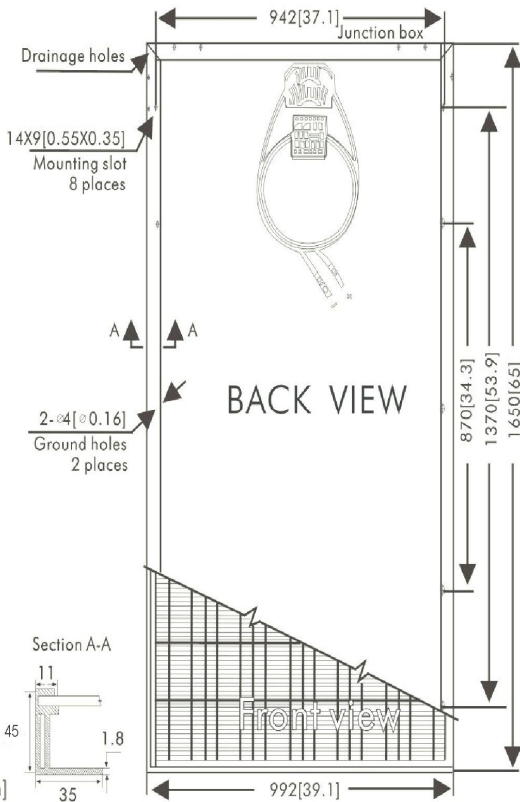 942[37.1]
Junction box
Drainage holes
14X9[0.55X0.35]
Mounting slot
8 places
A A
2-ø4[ø0.16]
Ground holes
2 places
BACK VIEW
870[34.3]
1370[53.9]
1650[65]
Section A-A
11
45
1.8
35
Front view
992[39.1]